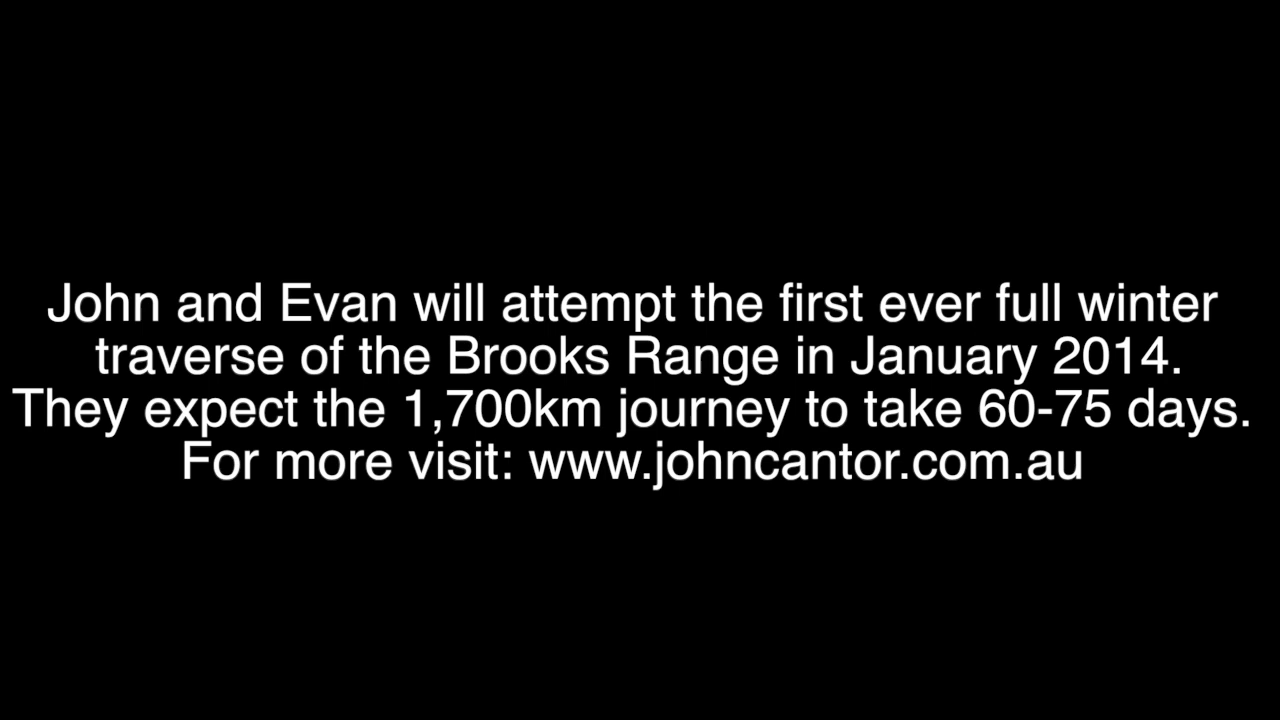 John and Evan will attempt the first ever full winter
traverse of the Brooks Range in January 2014.
They expect the 1,700km journey to take 60-75 days.
For more visit: www.johncantor.com.au